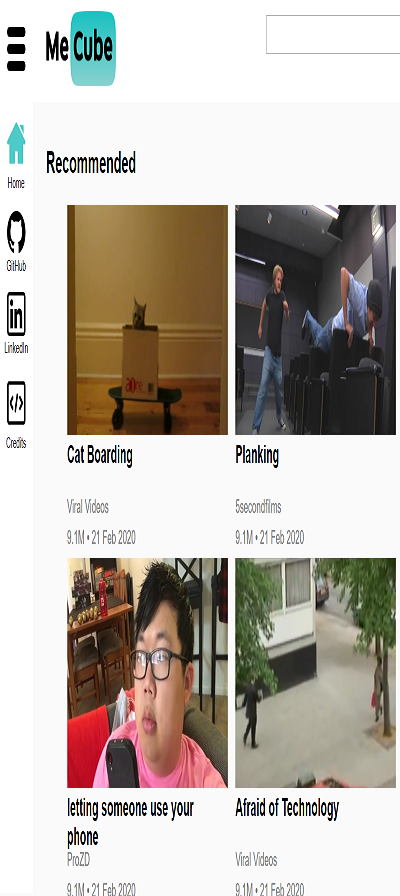 Me Cube
Recommended
Home
GitHub
LinkedIn
Credits
Cat Boarding
Planking
Viral Videos
5secondfilms
9.1M • 21 Feb 2020
9.1M • 21 Feb 2020
letting someone use your
phone
Afraid of Technology
ProZD
Viral Videos
9.1M • 21 Feb 2020
9.1M • 21 Feb 2020